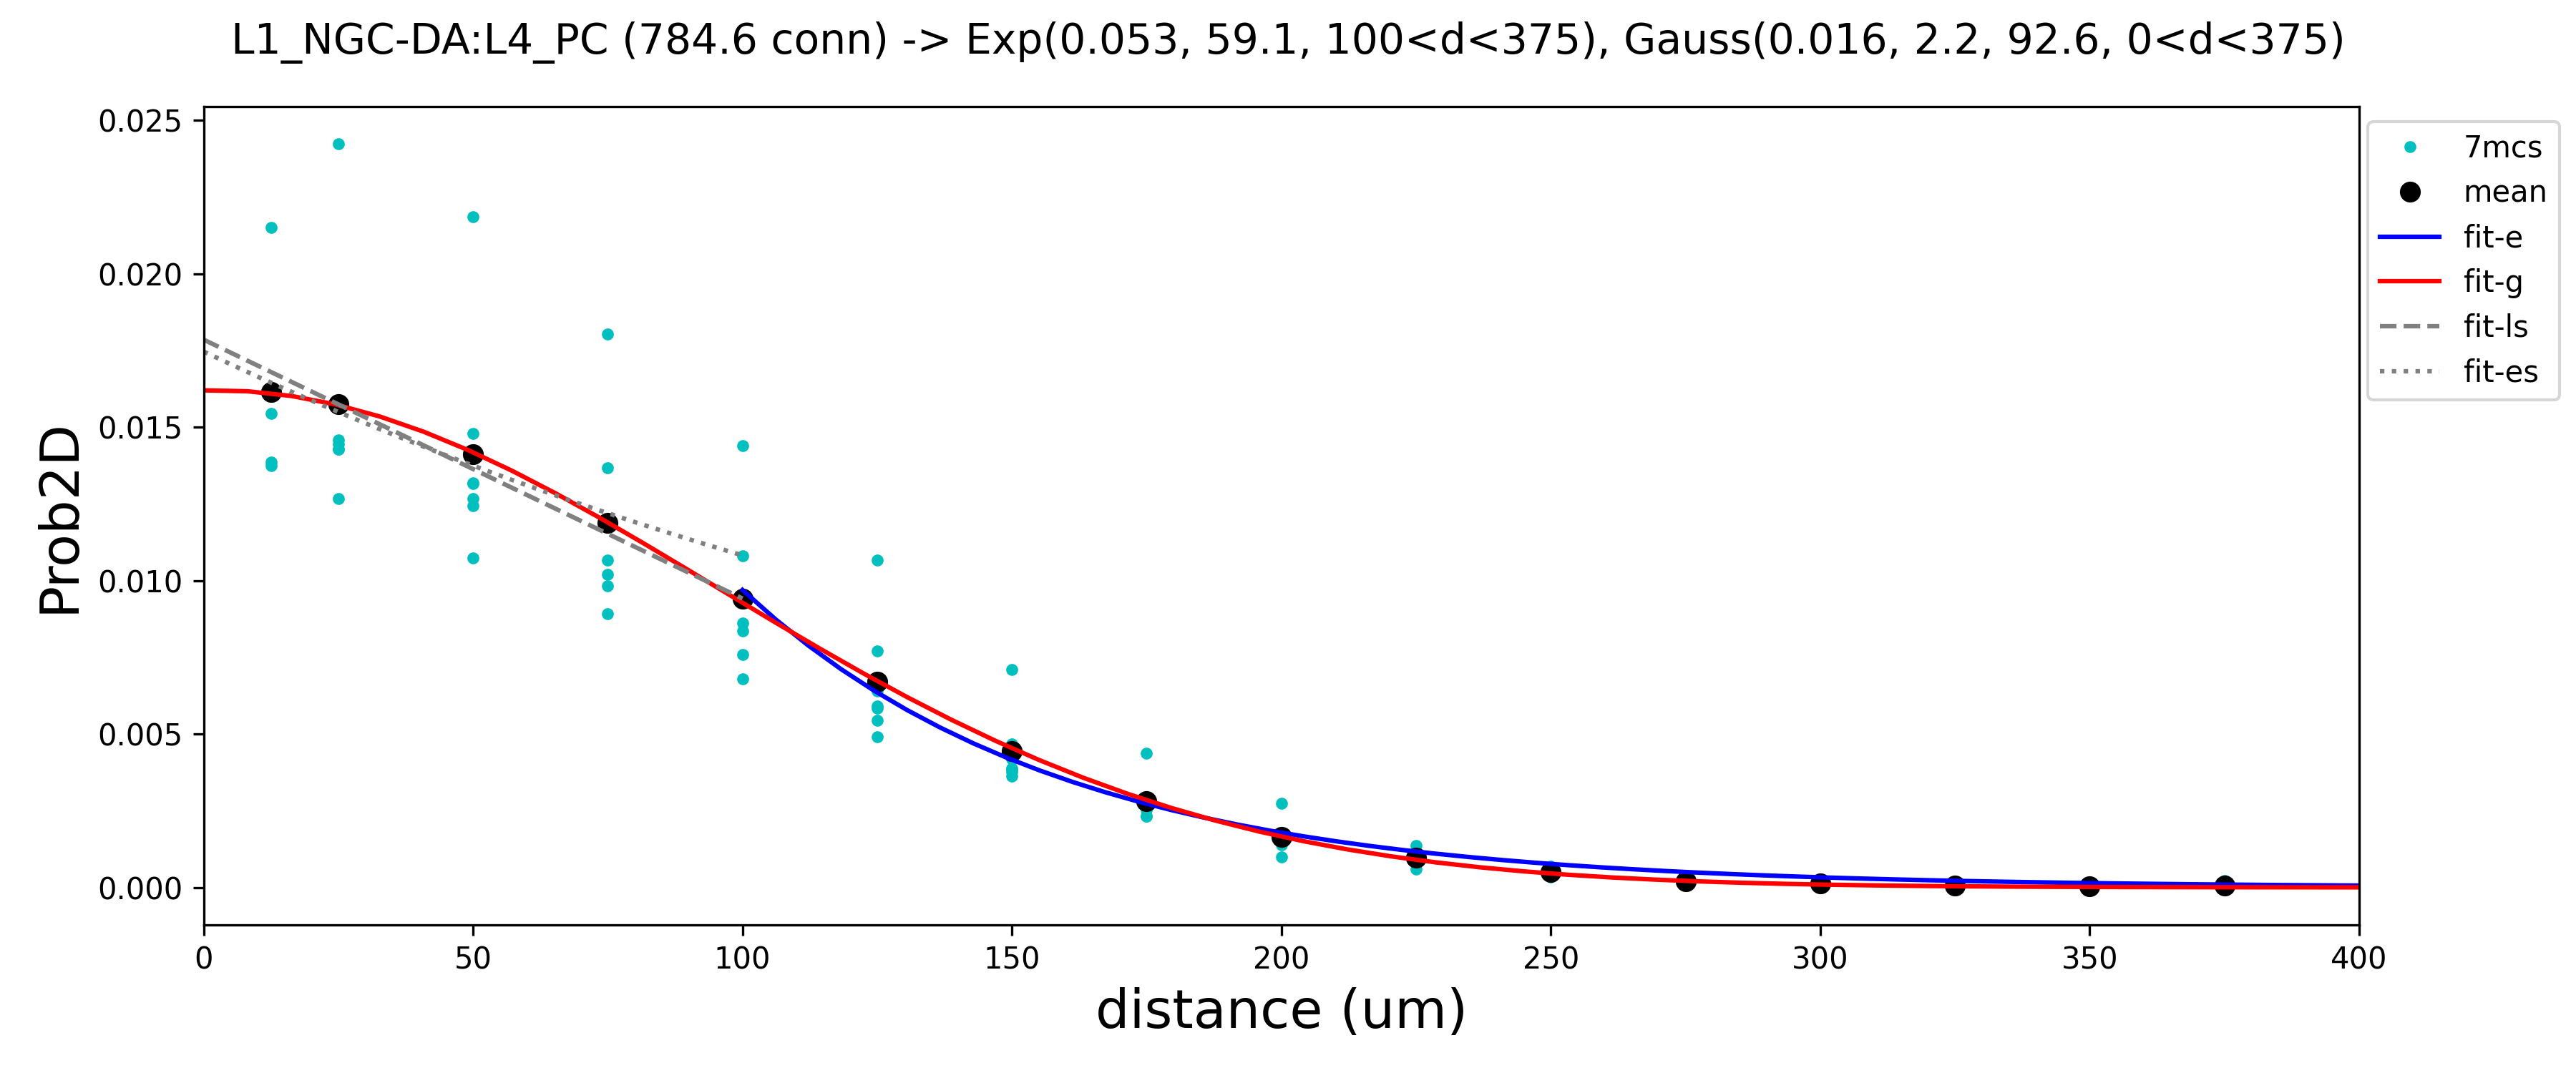 L1_NGC-DA:L4_PC (784.6 conn) -> Exp(0.053, 59.1, 100<d<375), Gauss(0.016, 2.2, 92.6, 0<d<375)
0.025
0.020
0.015
0.010
0.005
0.000
Prob2D
0 50 100 150 200 250 300 350 400
distance (um)
7mcs
mean
fit-e
fit-g
fit-ls
fit-es